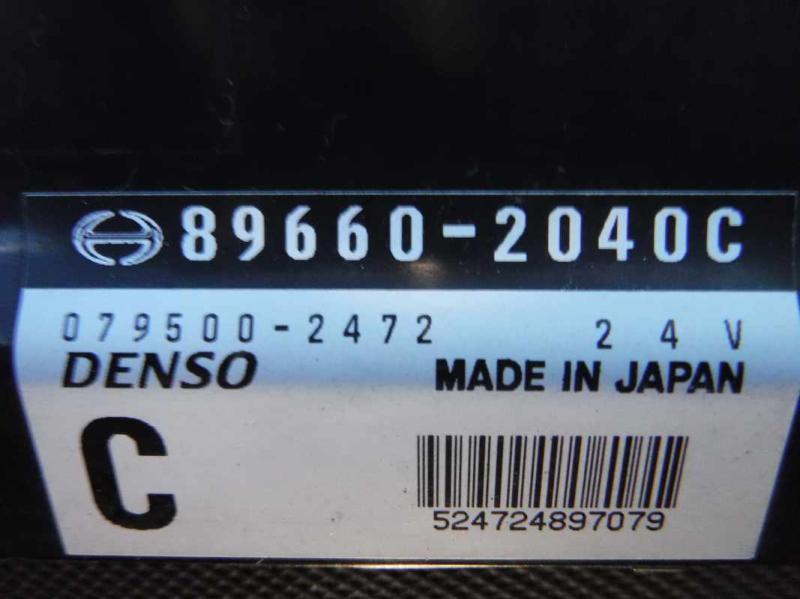 89660-2040C
079500-2472 24V
DENSO MADE IN JAPAN
C
524724897079